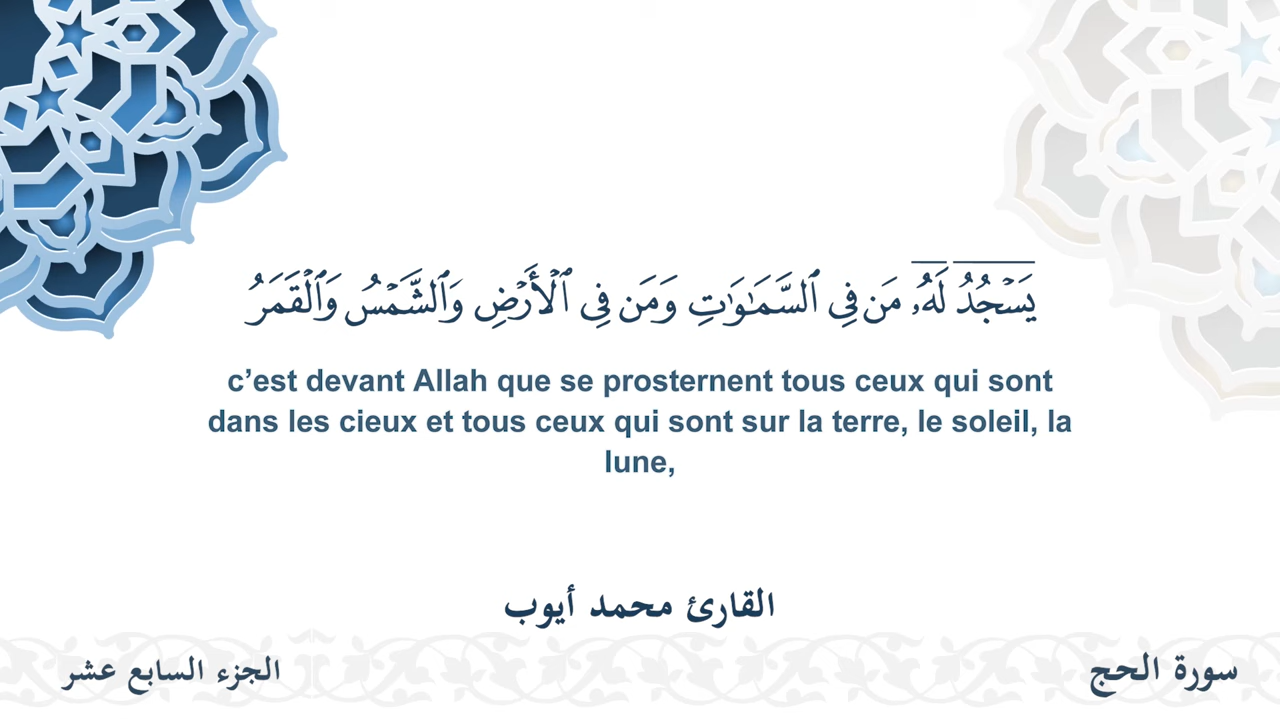 يَسْجُدُ لَهُۥ مَن فِى ٱلسَّمَـٰوَٰتِ وَمَن فِى ٱلْأَرْضِ وَٱلشَّمْسُ وَٱلْقَمَرُ
c’est devant Allah que se prosternent tous ceux qui sont
dans les cieux et tous ceux qui sont sur la terre, le soleil, la
lune,
القارئ محمد أيوب
سورة الحج
الجزء السابع عشر